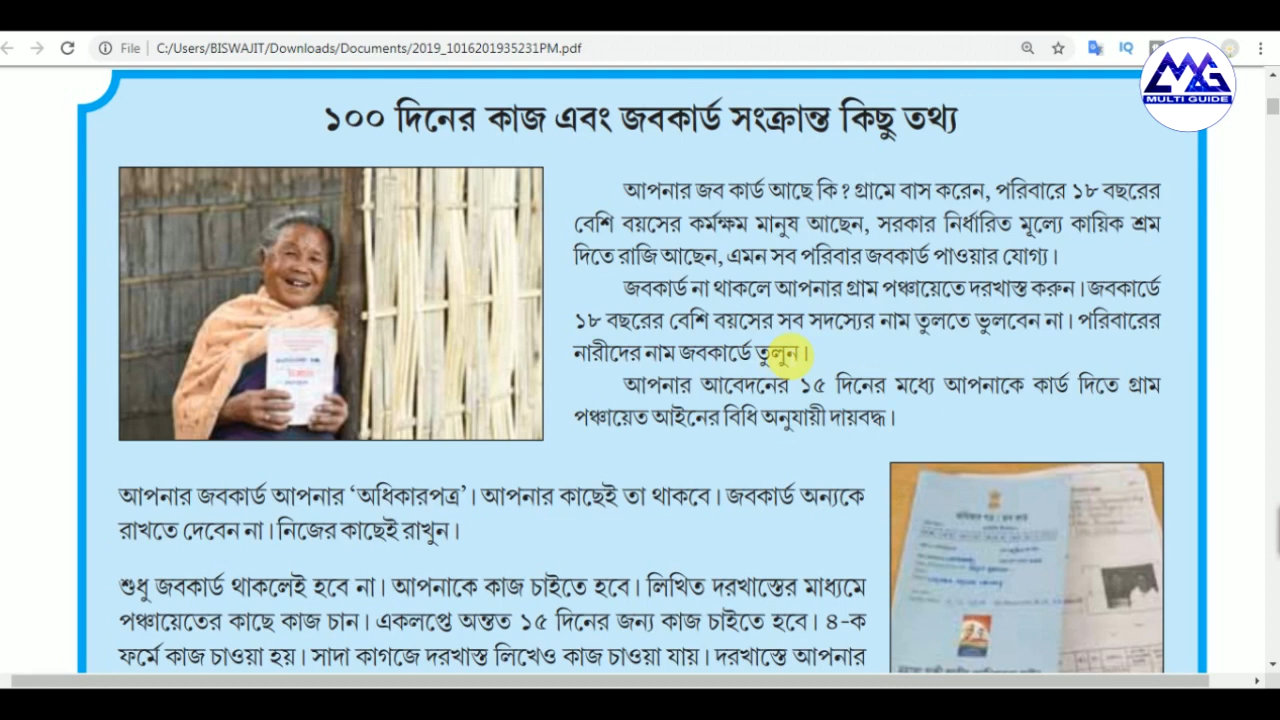 File
C:/Users/BISWAJIT/Downloads/Documents/2019_1016201935231PM.pdf
IQ
MG
MULTI GUIDE
১০০ দিনের কাজ এবং জবকার্ড সংক্রান্ত কিছু তথ্য
আপনার জব কার্ড আছে কি? গ্রামে বাস করেন, পরিবারে ১৮ বছরের
বেশি বয়সের কর্মক্ষম মানুষ আছেন, সরকার নির্ধারিত মূল্যে কায়িক শ্রম
দিতে রাজি আছেন, এমন সব পরিবার জবকার্ড পাওয়ার যোগ্য।
জবকার্ড না থাকলে আপনার গ্রাম পঞ্চায়েতে দরখাস্ত করুন। জবকার্ডে
১৮ বছরের বেশি বয়সের সব সদস্যের নাম তুলতে ভুলবেন না। পরিবারের
নারীদের নাম জবকার্ডে তুলুন।
আপনার আবেদনের ১৫ দিনের মধ্যে আপনাকে কার্ড দিতে গ্রাম
পঞ্চায়েত আইনের বিধি অনুযায়ী দায়বদ্ধ।
আপনার জবকার্ড আপনার ‘অধিকারপত্র’। আপনার কাছেই তা থাকবে। জবকার্ড অন্যকে
রাখতে দেবেন না। নিজের কাছেই রাখুন।
শুধু জবকার্ড থাকলেই হবে না। আপনাকে কাজ চাইতে হবে। লিখিত দরখাস্তের মাধ্যমে
পঞ্চায়েতের কাছে কাজ চান। একলপ্তে অন্তত ১৫ দিনের জন্য কাজ চাইতে হবে। ৪-ক
ফর্মে কাজ চাওয়া হয়। সাদা কাগজে দরখাস্ত লিখেও কাজ চাওয়া যায়। দরখাস্তে আপনার